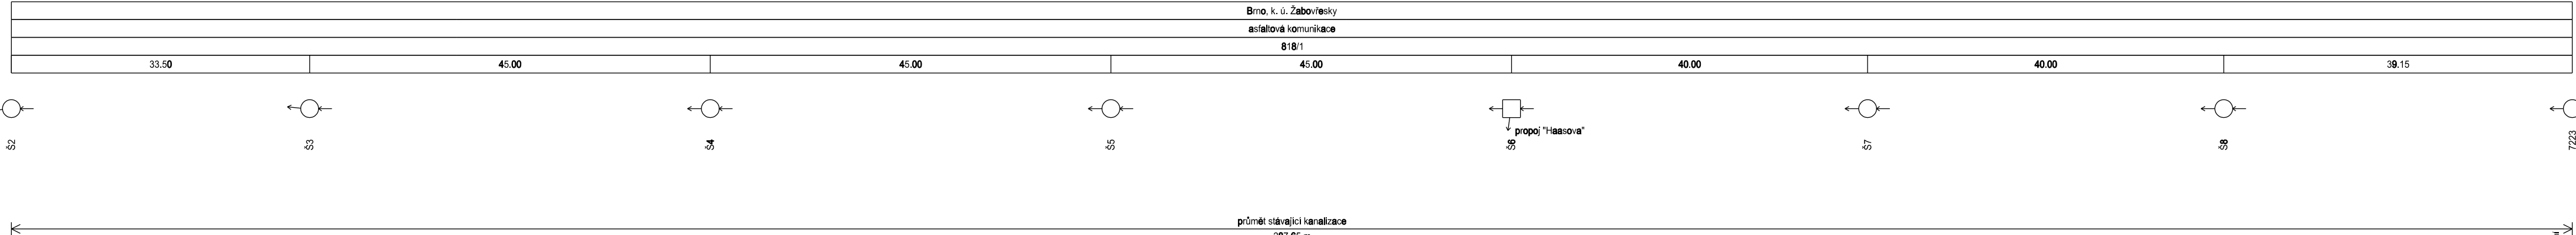 Brno, k. ú. Žabovřesky
asfaltová komunikace
818/1
33.50 45.00 45.00 45.00 40.00 40.00 39.15
propoj "Haasova"
Š2 Š3 Š4 Š5 Š6 Š7 Š8 7223
průmět stávající kanalizace